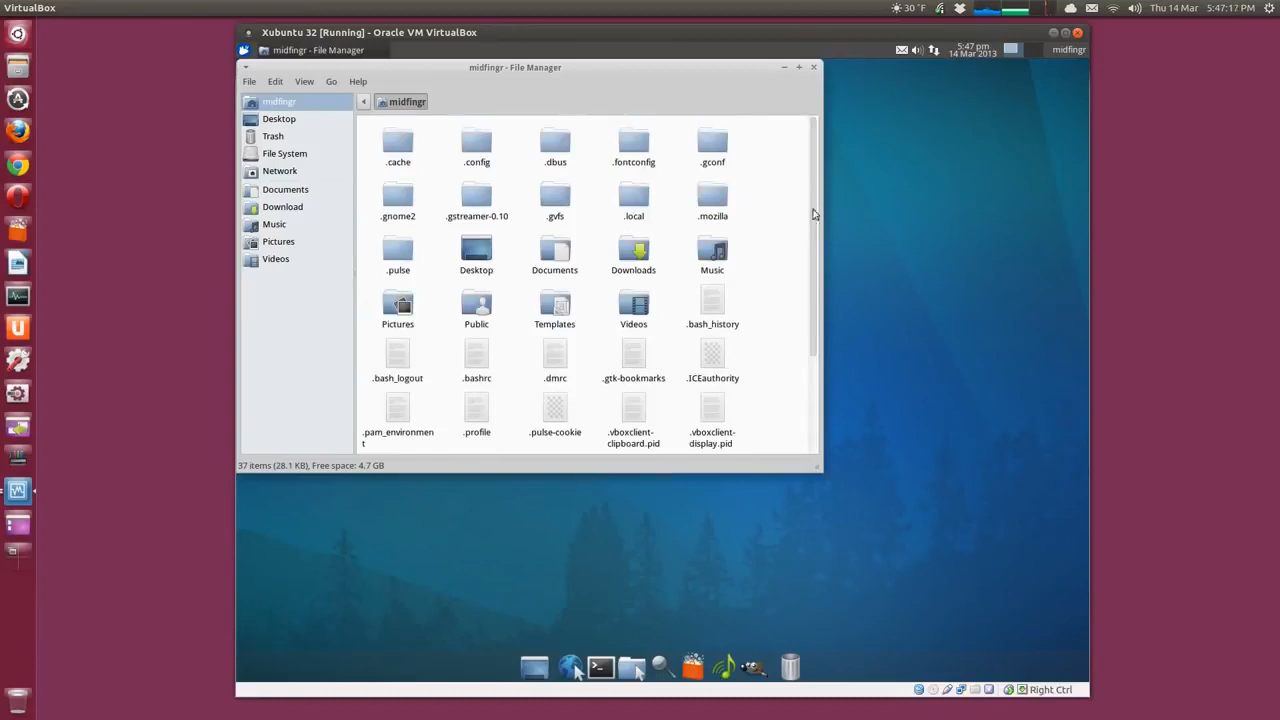 VirtualBox
30 °F
Thu 14 Mar
5:47:17 PM
Xubuntu 32 [Running] - Oracle VM VirtualBox
midfingr - File Manager
5:47 pm
14 Mar 2013
midfingr
midfingr - File Manager
File Edit View Go Help
midfingr
midfingr
Desktop
Trash
File System
Network
Documents
Download
Music
Pictures
Videos
.cache .config .dbus .fontconfig .gconf
.gnome2 .gstreamer-0.10 .gvfs .local .mozilla
.pulse Desktop Documents Downloads Music
Pictures Public Templates Videos .bash_history
.bash_logout .bashrc .dmrc .gtk-bookmarks .ICEauthority
.pam_environmen .profile .pulse-cookie .vboxclient- .vboxclient-
t clipboard.pid display.pid
37 items (28.1 KB), Free space: 4.7 GB
Right Ctrl